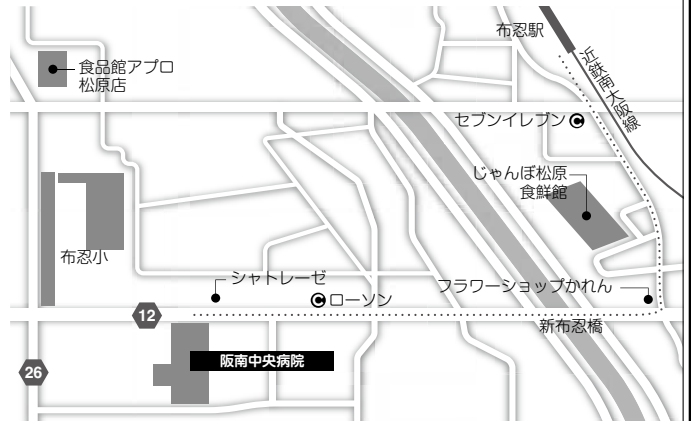 布忍駅
近鉄南大阪線
食品館アプロ
松原店
セブンイレブン
じゃんぼ松原
食鮮館
布忍小
シャトレーゼ
ローソン
フラワーショップかれん
12
新布忍橋
阪南中央病院
26